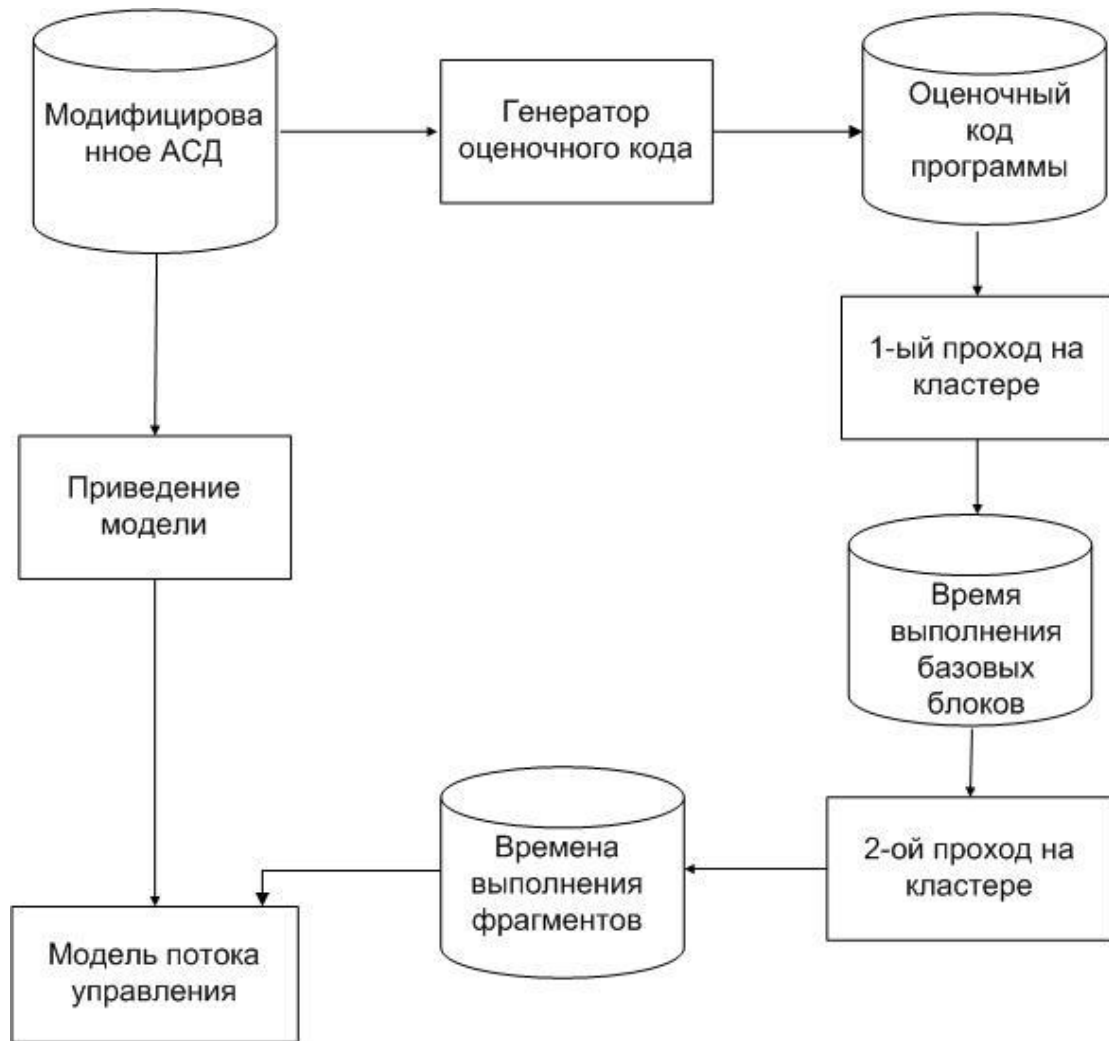 Модифицирова
нное АСД
Генератор
оценочного кода
Оценочный
код
программы
1-ый проход на
кластере
Приведение
модели
Время
выполнения
базовых
блоков
Времена
выполнения
фрагментов
2-ой проход на
кластере
Модель потока
управления